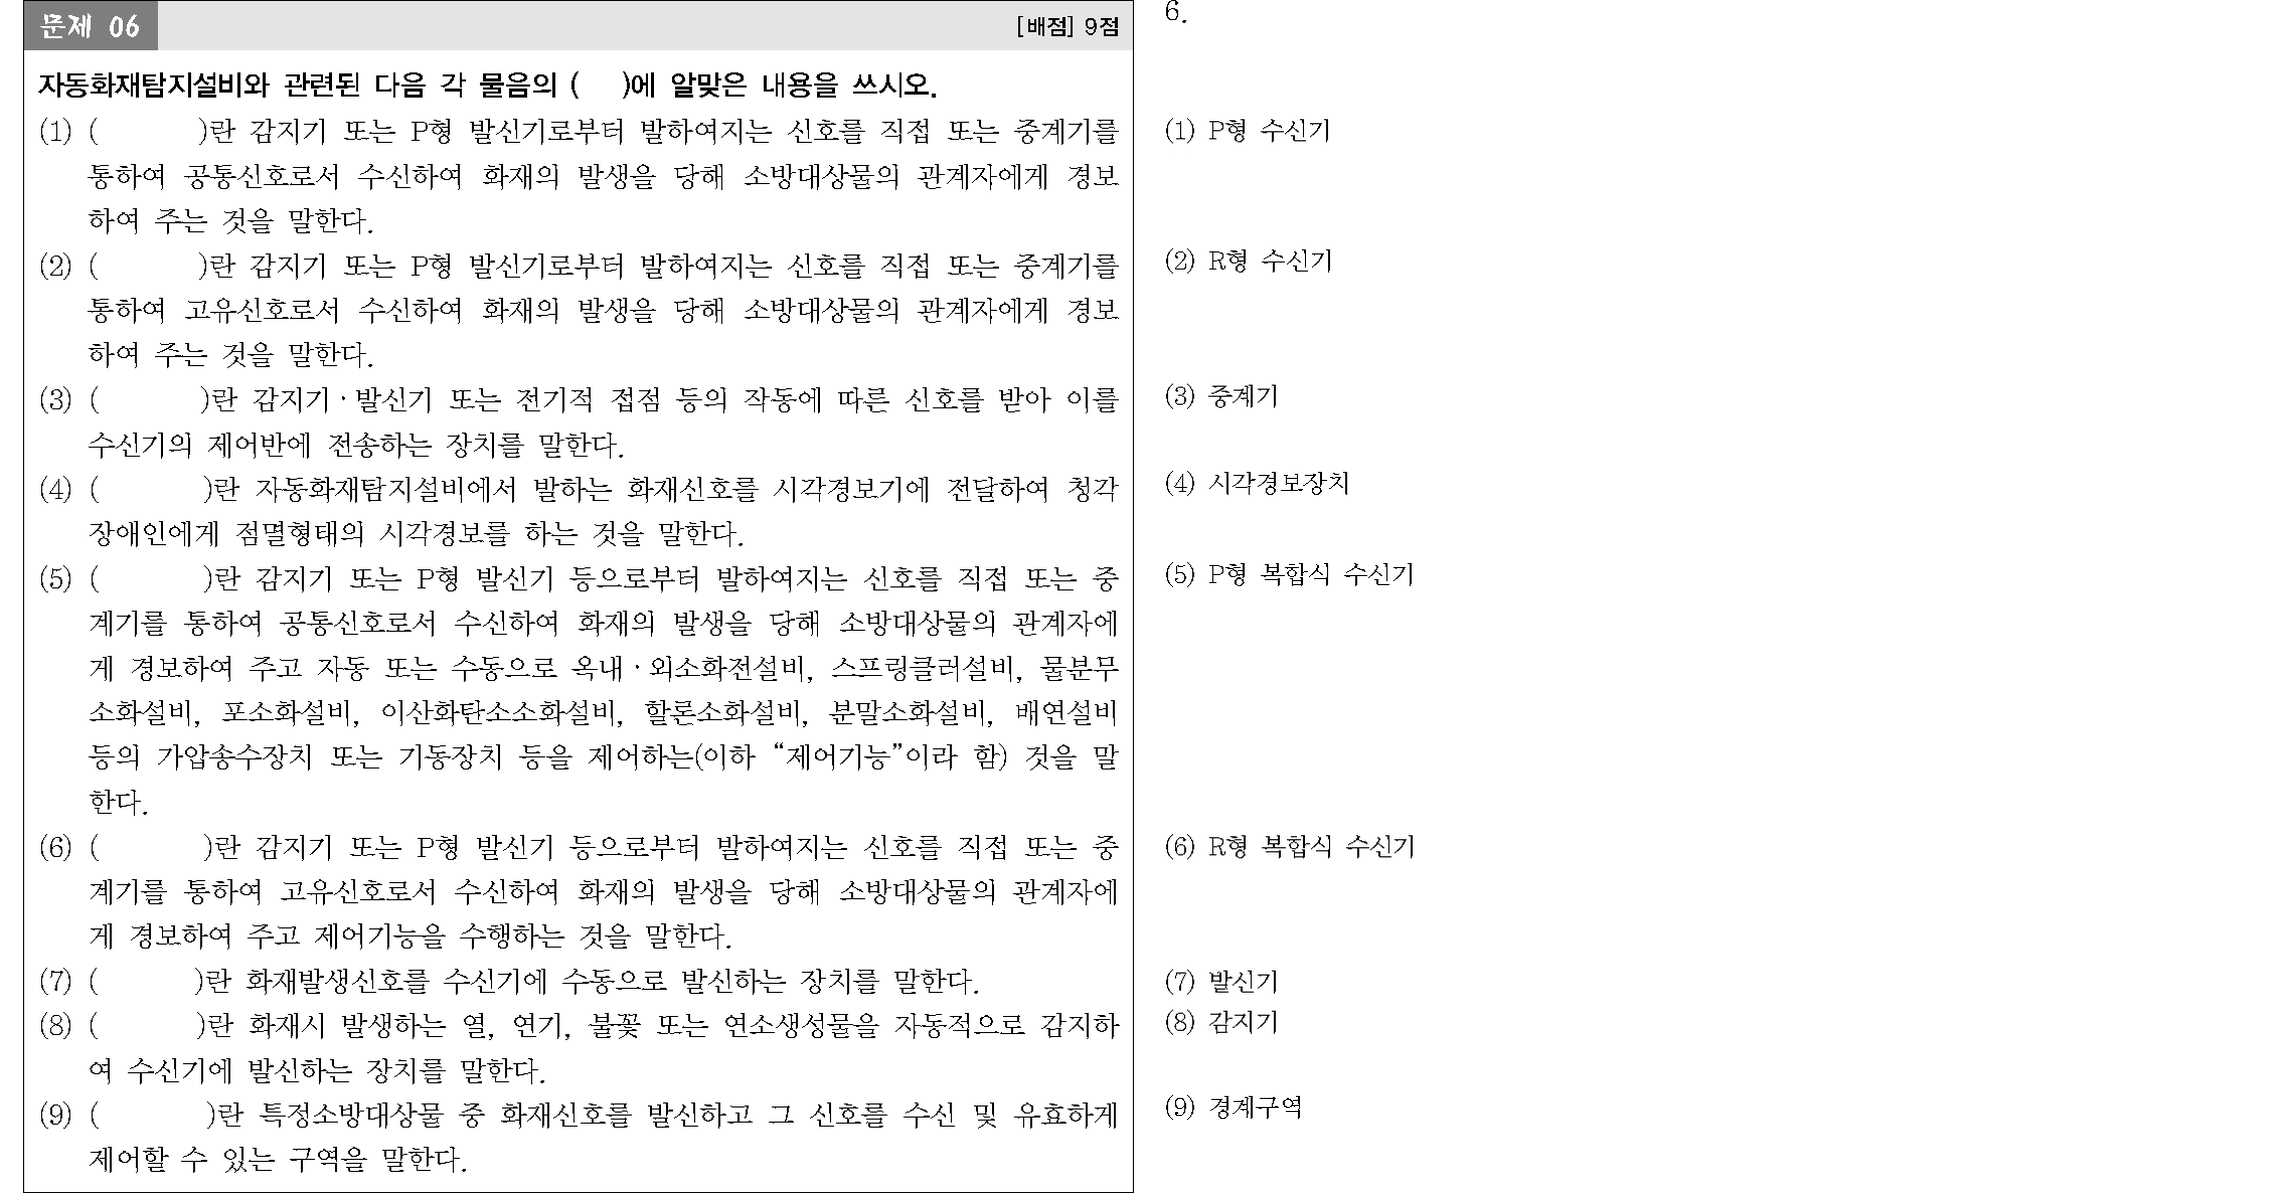 문제 06
[배점] 9점
자동화재탐지설비와 관련된 다음 각 물음의 ( )에 알맞은 내용을 쓰시오.
(1) ( )란 감지기 또는 P형 발신기로부터 발하여지는 신호를 직접 또는 중계기를
통하여 공통신호로서 수신하여 화재의 발생을 당해 소방대상물의 관계자에게 경보
하여 주는 것을 말한다.
(2) ( )란 감지기 또는 P형 발신기로부터 발하여지는 신호를 직접 또는 중계기를
통하여 고유신호로서 수신하여 화재의 발생을 당해 소방대상물의 관계자에게 경보
하여 주는 것을 말한다.
(3) ( )란 감지기·발신기 또는 전기적 접점 등의 작동에 따른 신호를 받아 이를
수신기의 제어반에 전송하는 장치를 말한다.
(4) ( )란 자동화재탐지설비에서 발하는 화재신호를 시각경보기에 전달하여 청각
장애인에게 점멸형태의 시각경보를 하는 것을 말한다.
(5) ( )란 감지기 또는 P형 발신기 등으로부터 발하여지는 신호를 직접 또는 중
계기를 통하여 공통신호로서 수신하여 화재의 발생을 당해 소방대상물의 관계자에
게 경보하여 주고 자동 또는 수동으로 옥내·외소화전설비, 스프링클러설비, 물분무
소화설비, 포소화설비, 이산화탄소소화설비, 할론소화설비, 분말소화설비, 배연설비
등의 가압송수장치 또는 기동장치 등을 제어하는(이하 “제어기능”이라 함) 것을 말
한다.
(6) ( )란 감지기 또는 P형 발신기 등으로부터 발하여지는 신호를 직접 또는 중
계기를 통하여 고유신호로서 수신하여 화재의 발생을 당해 소방대상물의 관계자에
게 경보하여 주고 제어기능을 수행하는 것을 말한다.
(7) ( )란 화재발생신호를 수신기에 수동으로 발신하는 장치를 말한다.
(8) ( )란 화재시 발생하는 열, 연기, 불꽃 또는 연소생성물을 자동적으로 감지하
여 수신기에 발신하는 장치를 말한다.
(9) ( )란 특정소방대상물 중 화재신호를 발신하고 그 신호를 수신 및 유효하게
제어할 수 있는 구역을 말한다.
6.
(1) P형 수신기
(2) R형 수신기
(3) 중계기
(4) 시각경보장치
(5) P형 복합식 수신기
(6) R형 복합식 수신기
(7) 발신기
(8) 감지기
(9) 경계구역